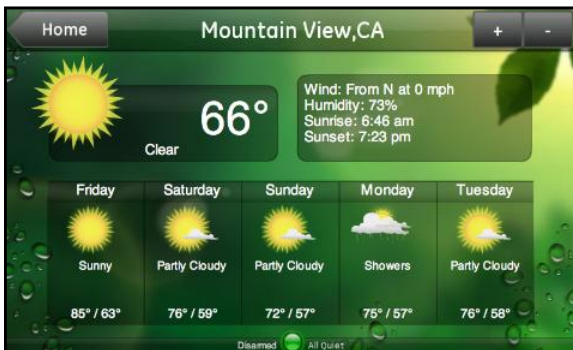 Home
Mountain View,CA
+
-
66°
Clear
Wind: From N at 0 mph
Humidity: 73%
Sunrise: 6:46 am
Sunset: 7:23 pm
Friday
Saturday
Sunday
Monday
Tuesday
Sunny
Partly Cloudy
Partly Cloudy
Showers
Partly Cloudy
85° / 63°
76° / 59°
72° / 57°
75° / 57°
76° / 58°
Disarmed
All Quiet